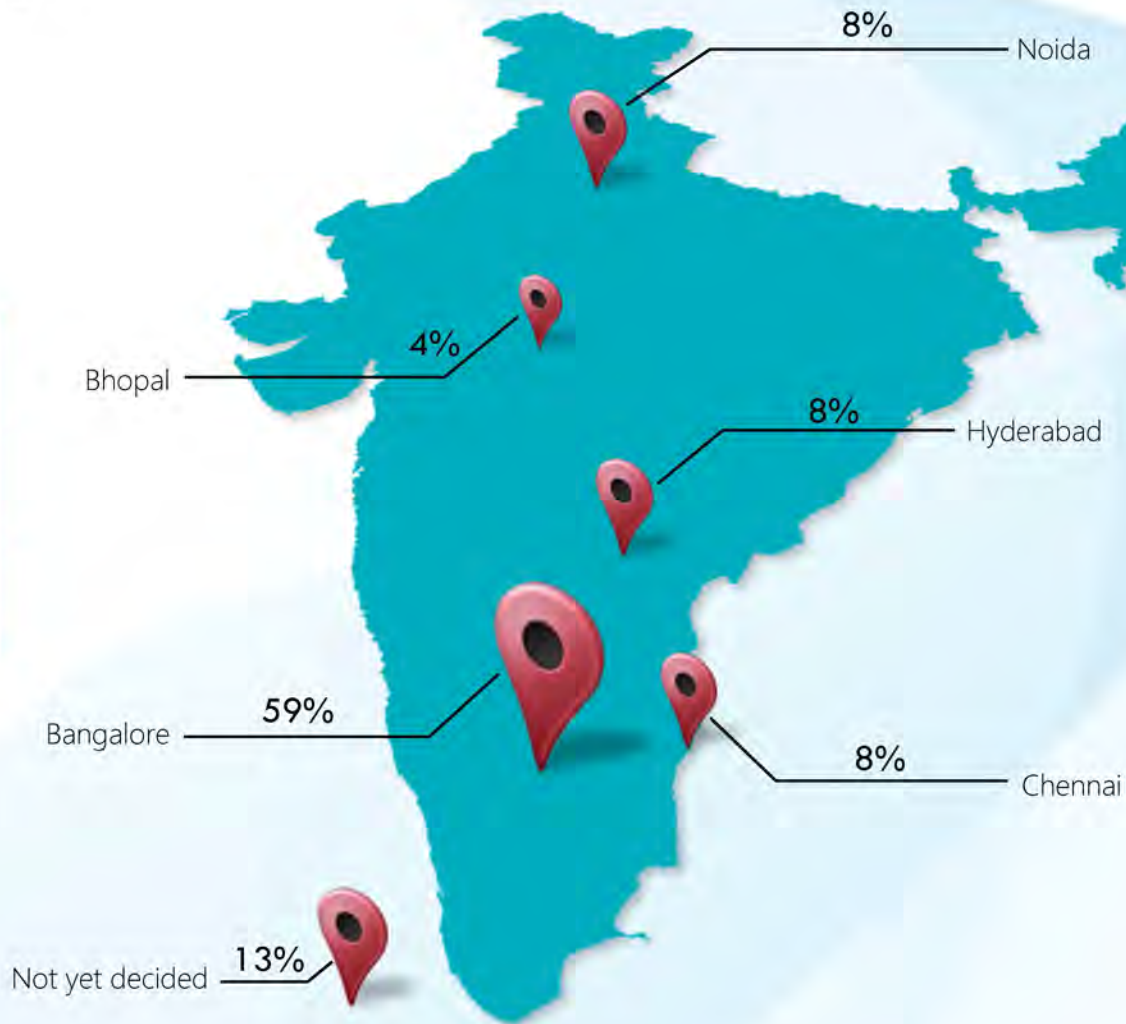 8%
Noida
4%
Bhopal
8%
Hyderabad
59%
Bangalore
8%
Chennai
13%
Not yet decided